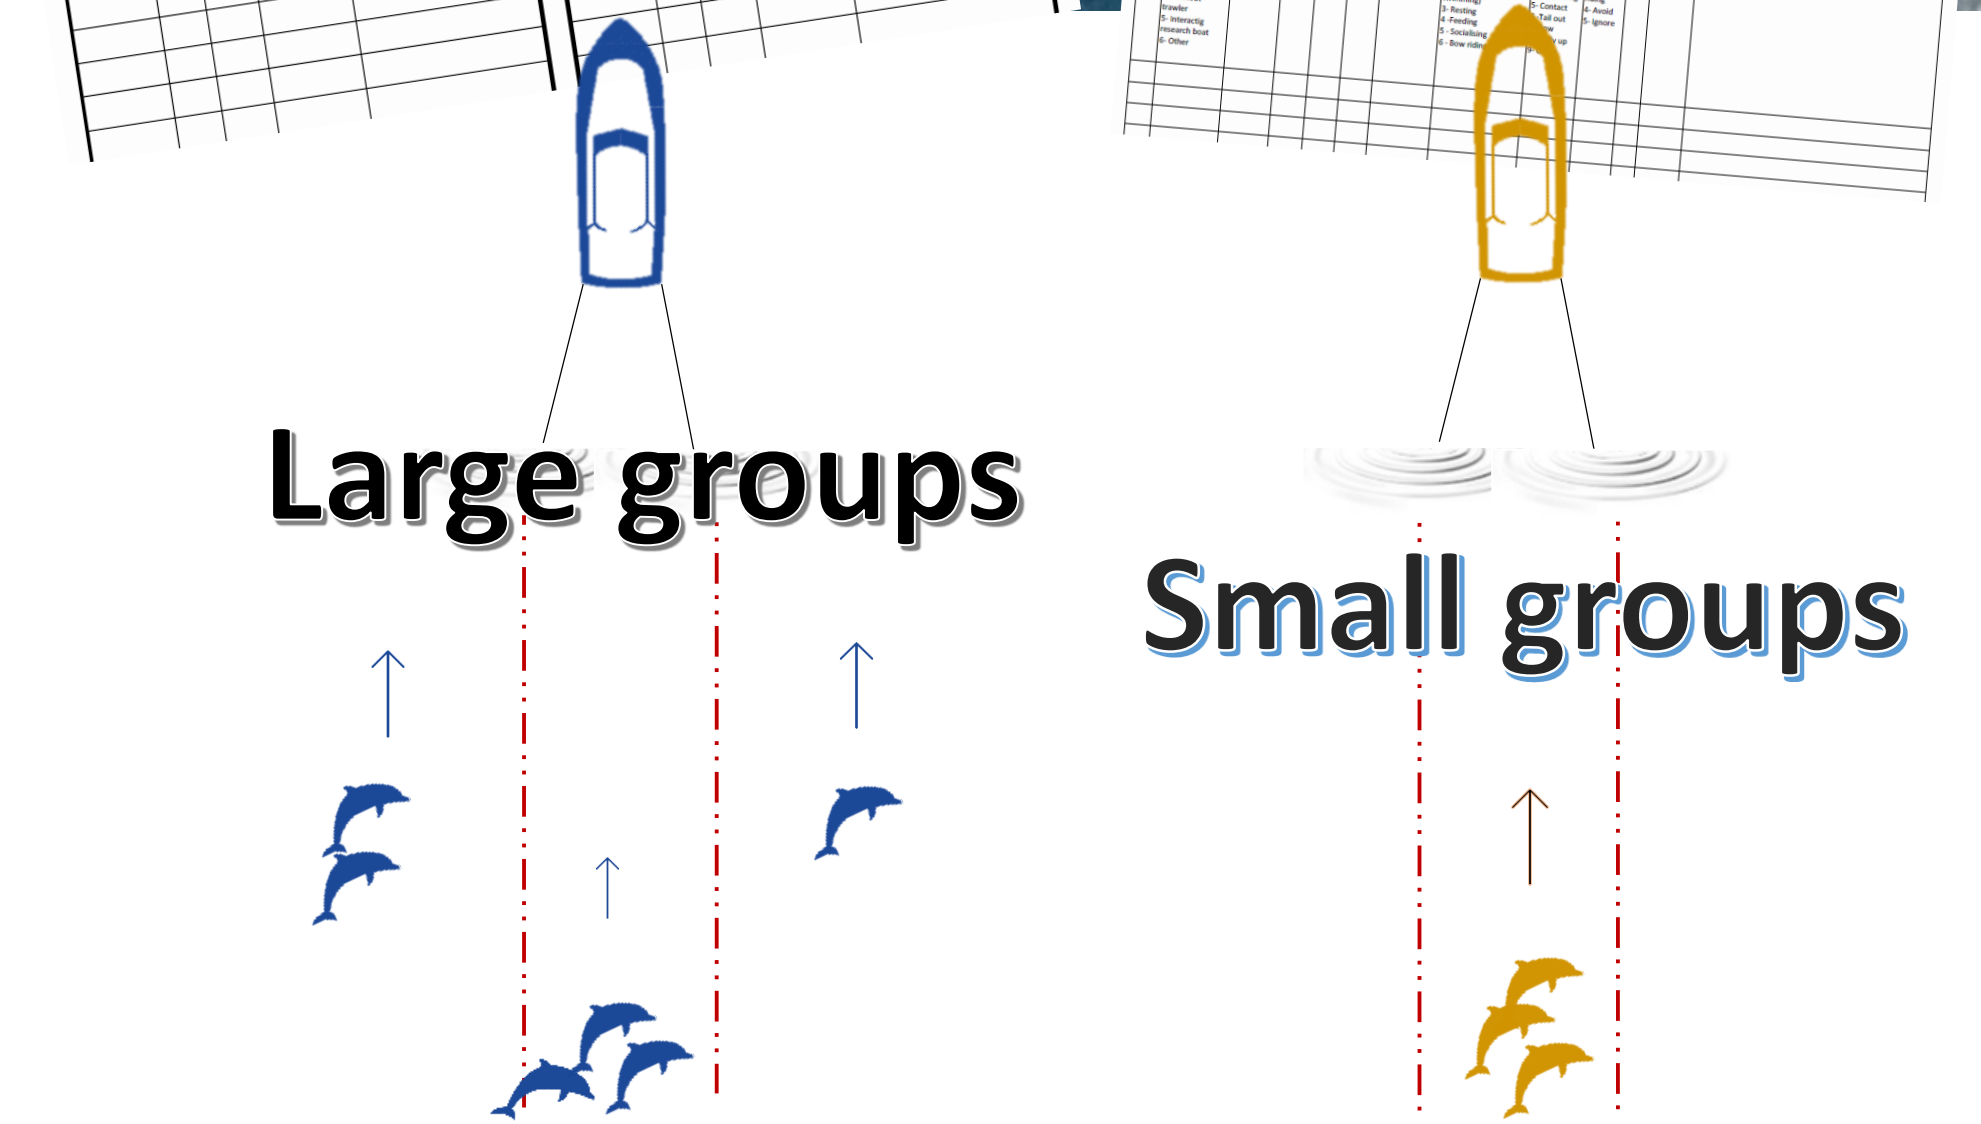 trawler
5- Interactig
research boat
6- Other
3- Resting
4 -Feeding
5 - Socialising
6 - Bow riding
5- Contact
Tail out
up
4- Avoid
5- Ignore
Large groups
Small groups